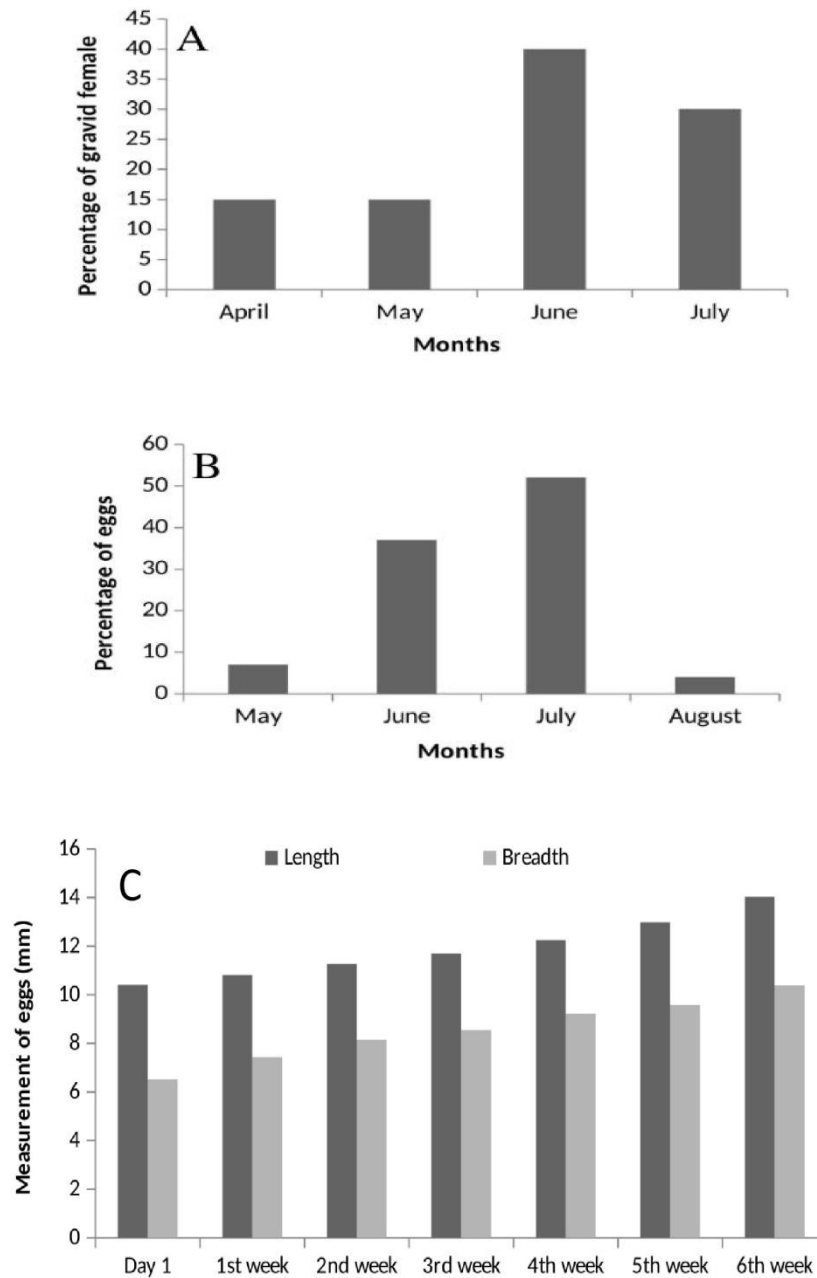 A
Percentage of gravid female
45
40
35
30
25
20
15
10
5
0
April May June July
Months
B
Percentage of eggs
60
50
40
30
20
10
0
May June July August
Months
C
Length Breadth
Measurement of eggs (mm)
16
14
12
10
8
6
4
2
0
Day 1 1st week 2nd week 3rd week 4th week 5th week 6th week